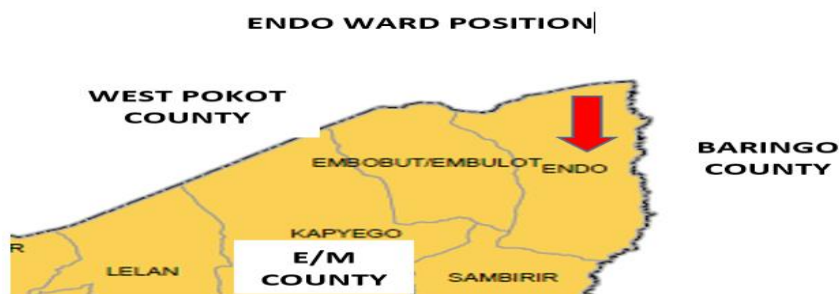 ENDO WARD POSITION
WEST POKOT
COUNTY
EMBOBUT/EMBULOT
ENDO
BARINGO
COUNTY
KAPYEGO
R
E/M
COUNTY
LELAN
SAMBIRIR